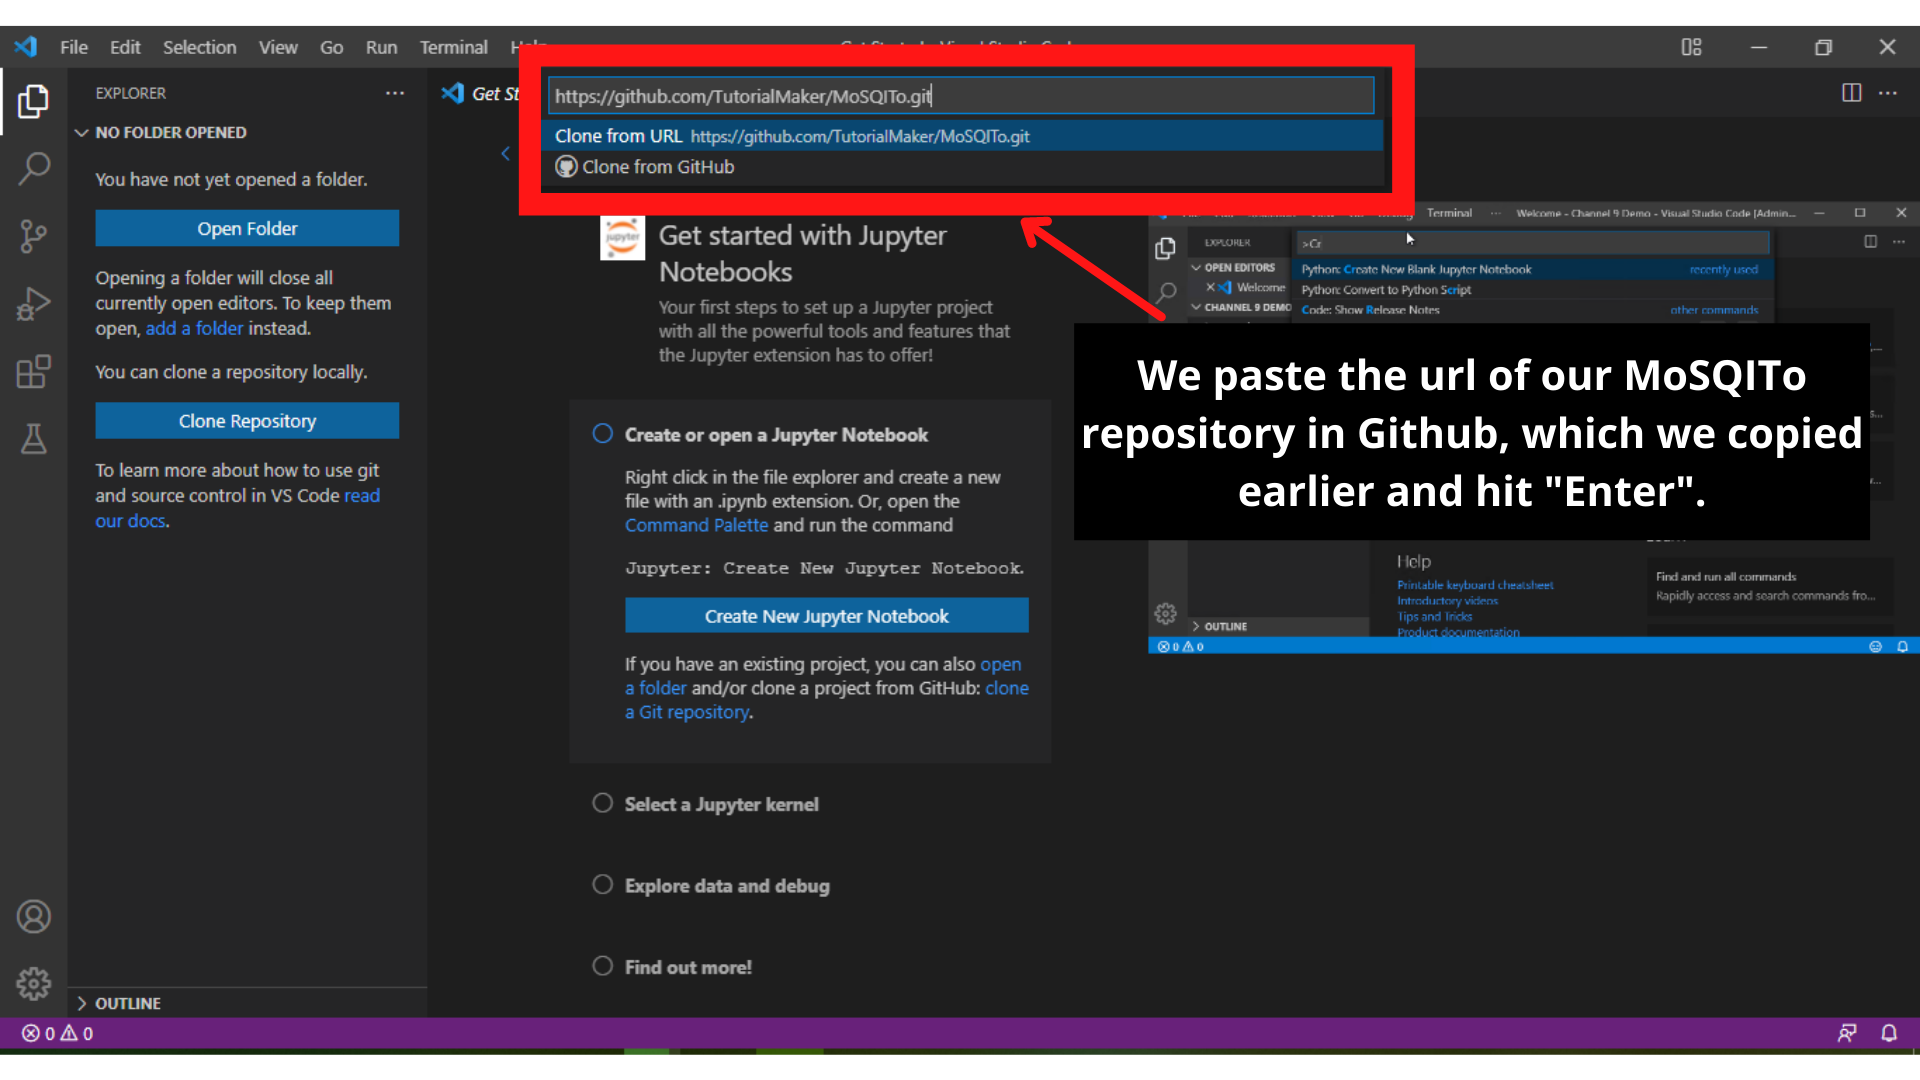 File Edit Selection View Go Run Terminal
EXPLORER
NO FOLDER OPENED
You have not yet opened a folder.
Open Folder
Opening a folder will close all
currently open editors. To keep them
open, add a folder instead.
You can clone a repository locally.
Clone Repository
To learn more about how to use git
and source control in VS Code read
our docs.
OUTLINE
0 0
Get St
https://github.com/TutorialMaker/MoSQITo.git
Clone from URL https://github.com/TutorialMaker/MoSQITo.git
Clone from GitHub
jupyter
Get started with Jupyter
Notebooks
Your first steps to set up a Jupyter project
with all the powerful tools and features that
the Jupyter extension has to offer!
Create or open a Jupyter Notebook
Right click in the file explorer and create a new
file with an .ipynb extension. Or, open the
Command Palette and run the command
Jupyter: Create New Jupyter Notebook.
Create New Jupyter Notebook
If you have an existing project, you can also open
a folder and/or clone a project from GitHub: clone
a Git repository.
Select a Jupyter kernel
Explore data and debug
Find out more!
Terminal ... Welcome - Channel 9 Demo - Visual Studio Code [Admin...
EXPLORER
>Cr
OPEN EDITORS
Welcome
CHANNEL 9 DEMO
Python: Create New Blank Jupyter Notebook recently used
Python: Convert to Python Script
Code: Show Release Notes other commands
We paste the url of our MoSQITo
repository in Github, which we copied
earlier and hit "Enter".
Help
Printable keyboard cheatsheet
Introductory videos
Tips and Tricks
Product documentation
Find and run all commands
Rapidly access and search commands fro...
OUTLINE
0 0